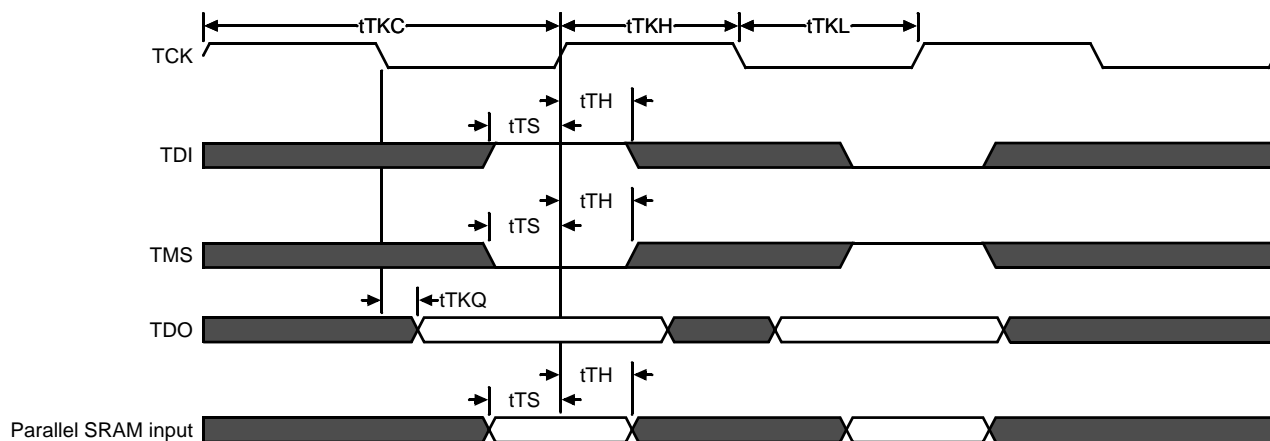 tTKC tTKH tTKL
TCK
tTH
tTS
TDI
tTH
tTS
TMS
tTKQ
TDO
tTH
tTS
Parallel SRAM input